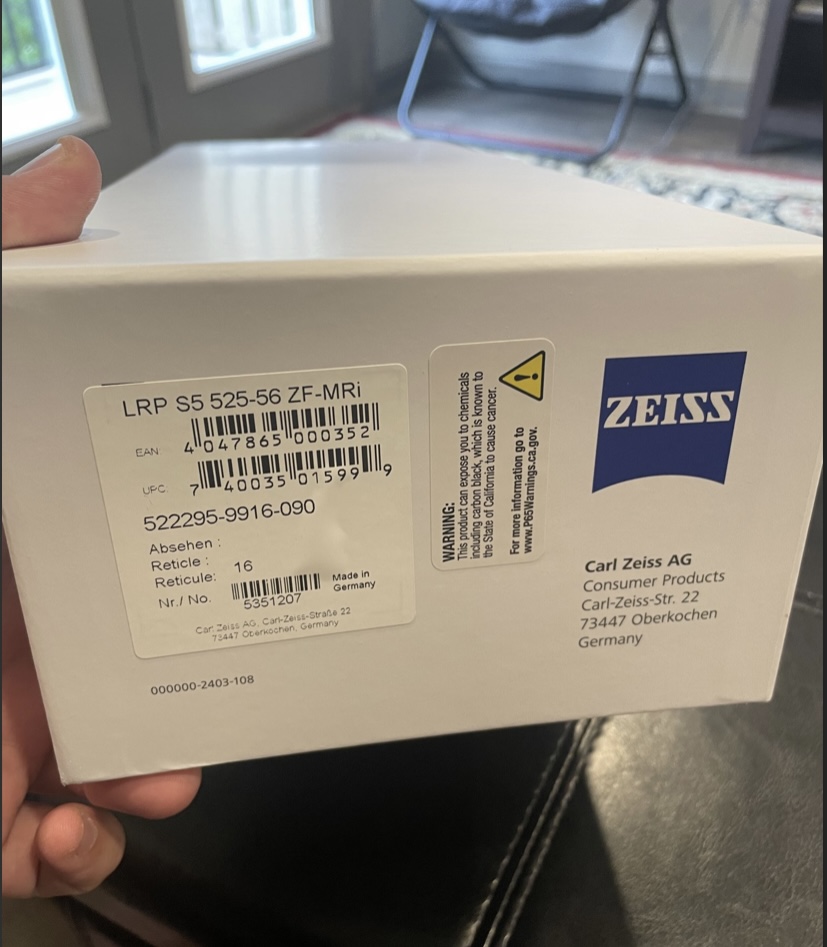 LRP S5 525-56 ZF-MRi
EAN:
4 047865 000352
UPC:
7 40035 01599 9
522295-9916-090
Absehen :
Reticle : 16
Reticule:
Nr./ No. 5351207
Made in
Germany
Carl Zeiss AG, Carl-Zeiss-Straße 22
73447 Oberkochen, Germany
000000-2403-108
WARNING:
This product can expose you to chemicals
including carbon black, which is known to
the State of California to cause cancer.
For more information go to
www.P65Warnings.ca.gov.
ZEISS
Carl Zeiss AG
Consumer Products
Carl-Zeiss-Str. 22
73447 Oberkochen
Germany